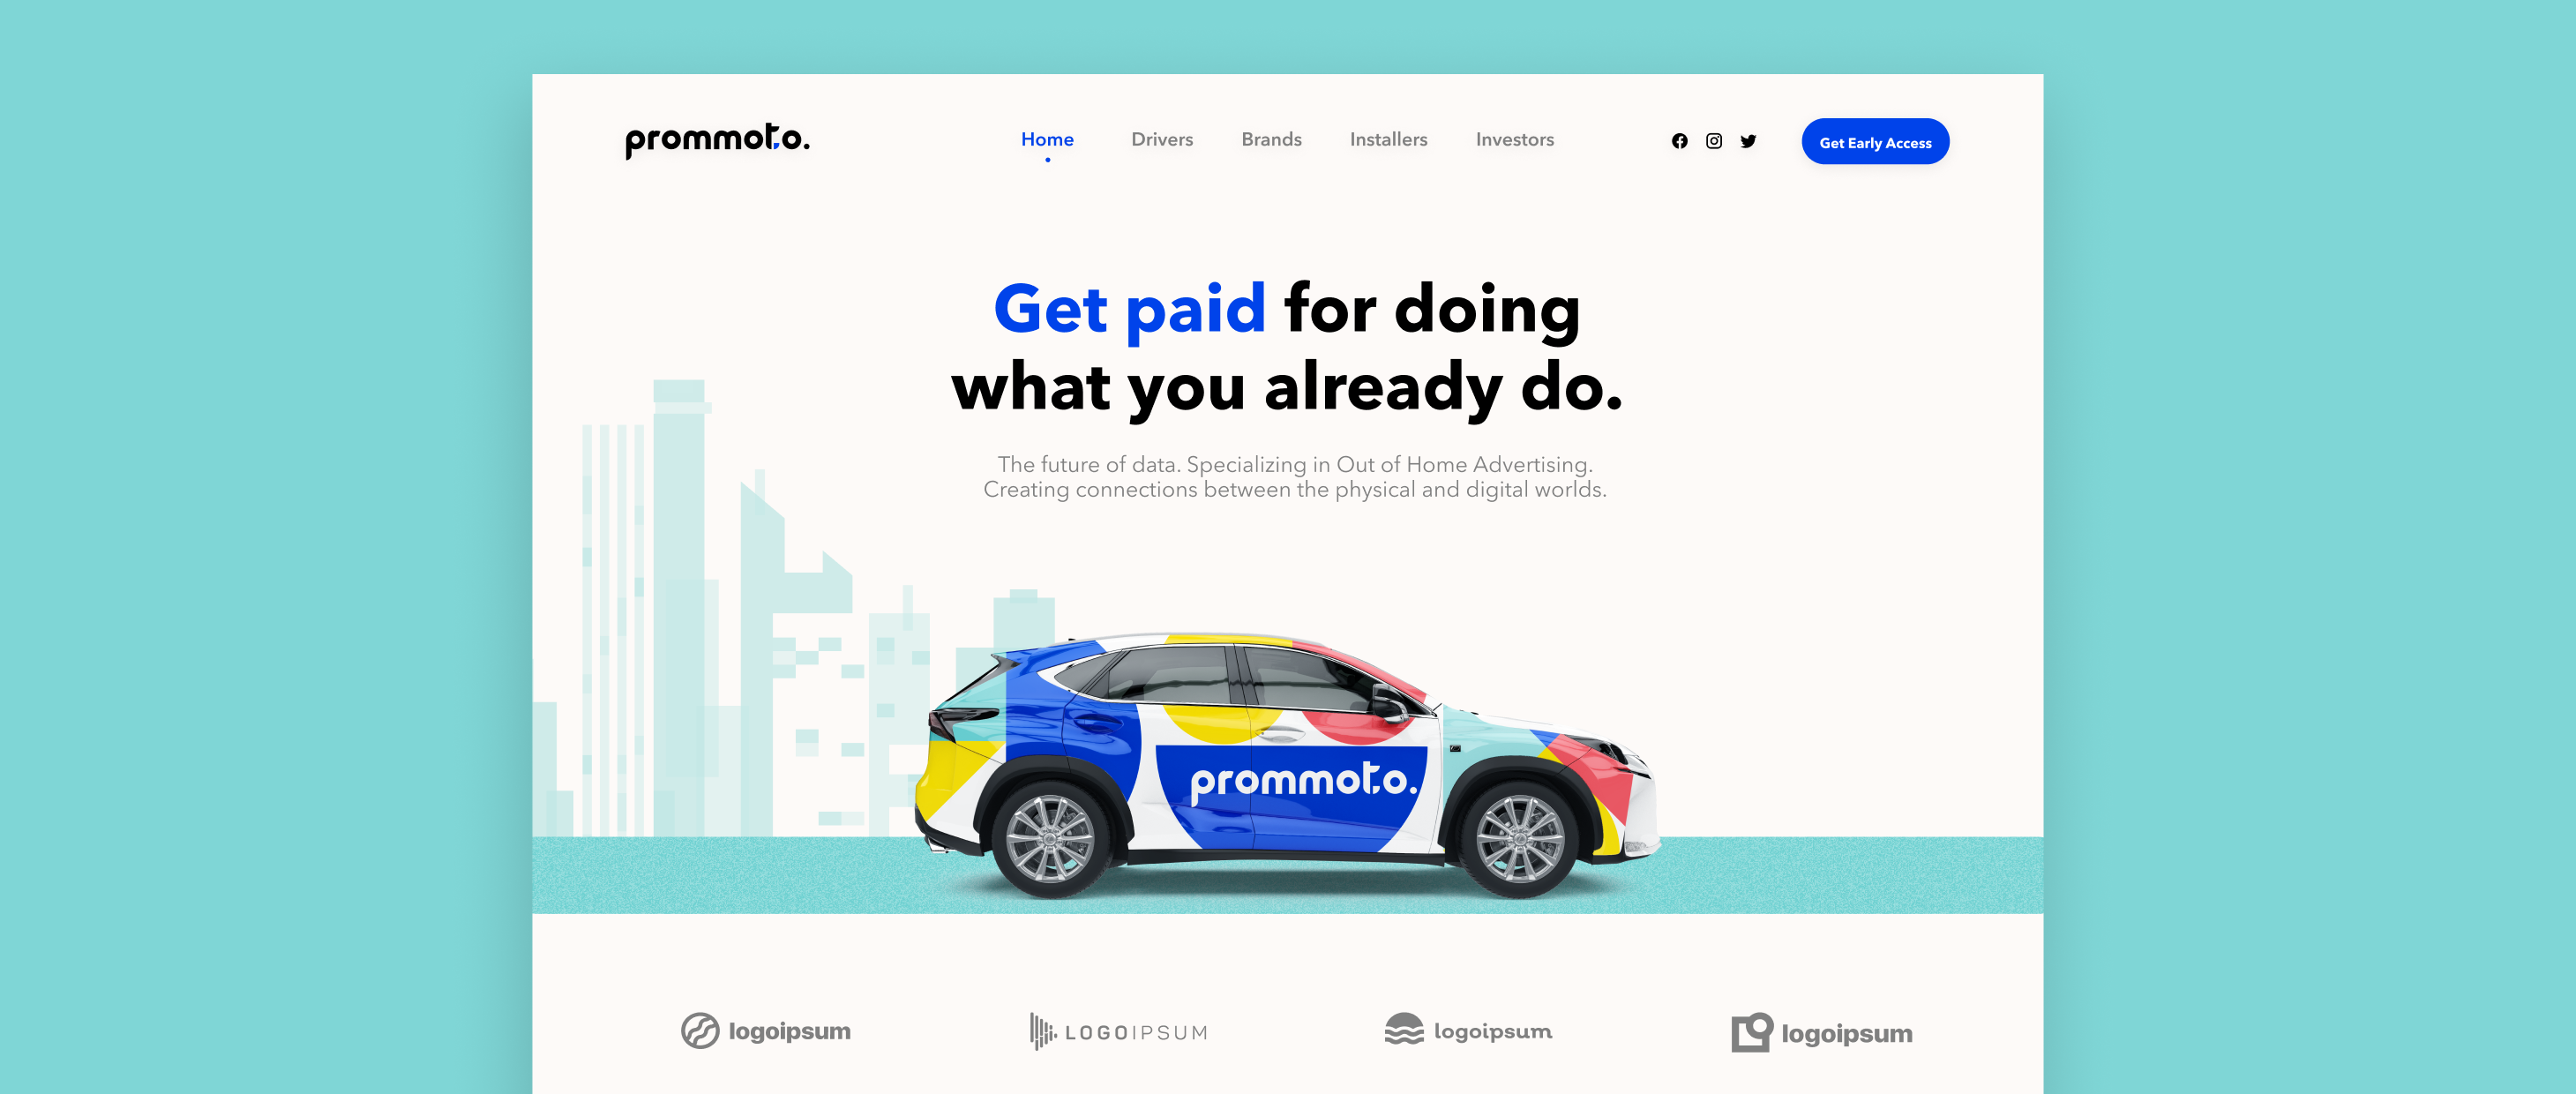 prommoto.
Home Drivers Brands Installers Investors
Get Early Access
Get paid for doing
what you already do.
The future of data. Specializing in Out of Home Advertising.
Creating connections between the physical and digital worlds.
prommoto.
logoipsum
LOGOIPSUM
logoipsum
logoipsum